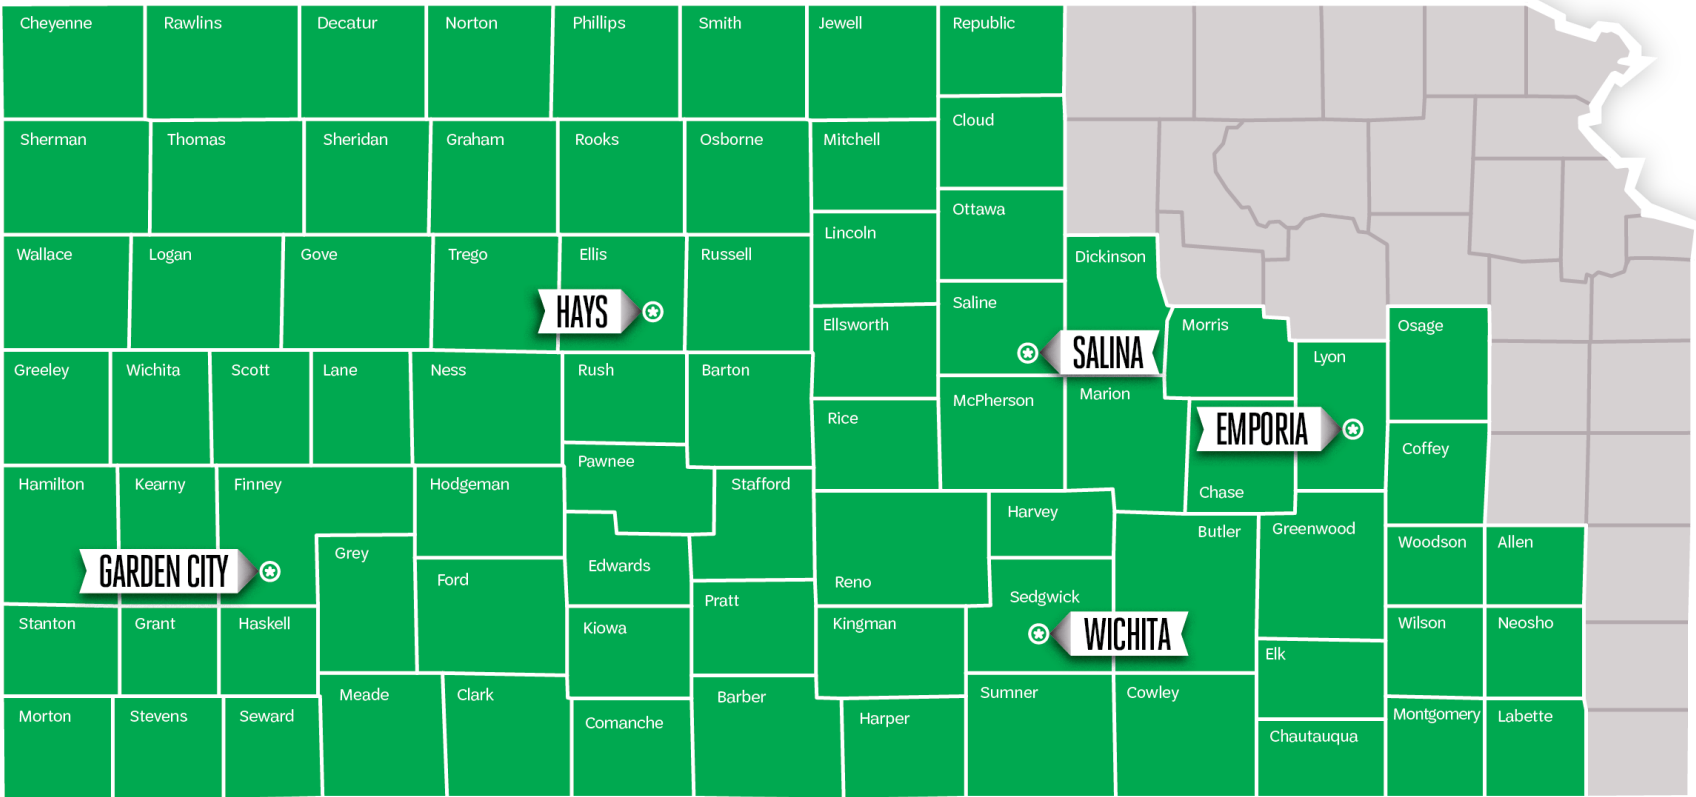 Cheyenne
Rawlins
Decatur
Norton
Phillips
Smith
Jewell
Republic
Cloud
Sherman
Thomas
Sheridan
Graham
Rooks
Osborne
Mitchell
Ottawa
Lincoln
Wallace
Logan
Gove
Trego
Ellis
Russell
Dickinson
HAYS
Saline
Ellsworth
Morris
Osage
SALINA
Lyon
Greeley
Wichita
Scott
Lane
Ness
Rush
Barton
Marion
McPherson
Rice
EMPORIA
Coffey
Pawnee
Hamilton
Kearny
Finney
Hodgeman
Stafford
Chase
Harvey
Butler
Greenwood
Woodson
Allen
Grey
GARDEN CITY
Edwards
Ford
Reno
Sedgwick
Pratt
Stanton
Grant
Haskell
Kiowa
Kingman
WICHITA
Wilson
Neosho
Elk
Meade
Clark
Barber
Sumner
Cowley
Morton
Stevens
Seward
Comanche
Harper
Montgomery
Labette
Chautauqua